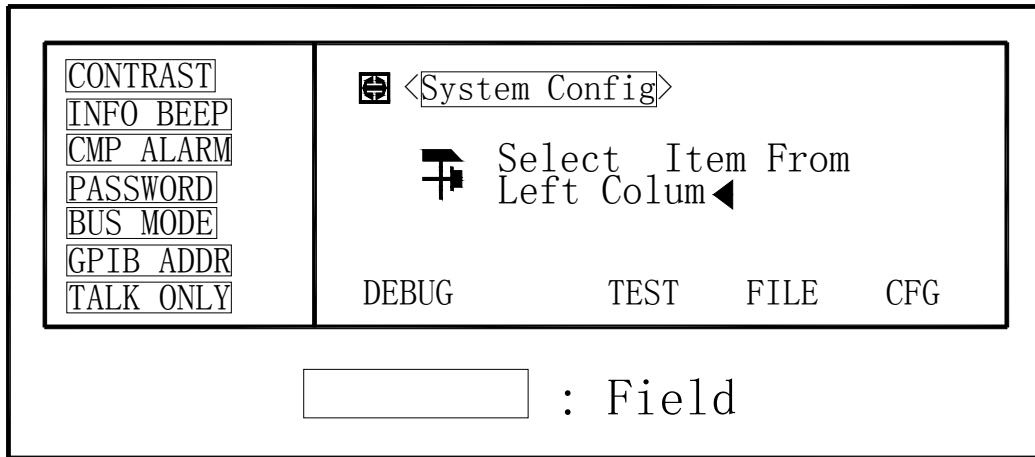 CONTRAST
INFO BEEP
CMP ALARM
PASSWORD
BUS MODE
GPIB ADDR
TALK ONLY
<System Config>
Select Item From
Left Colum
DEBUG TEST FILE CFG
: Field